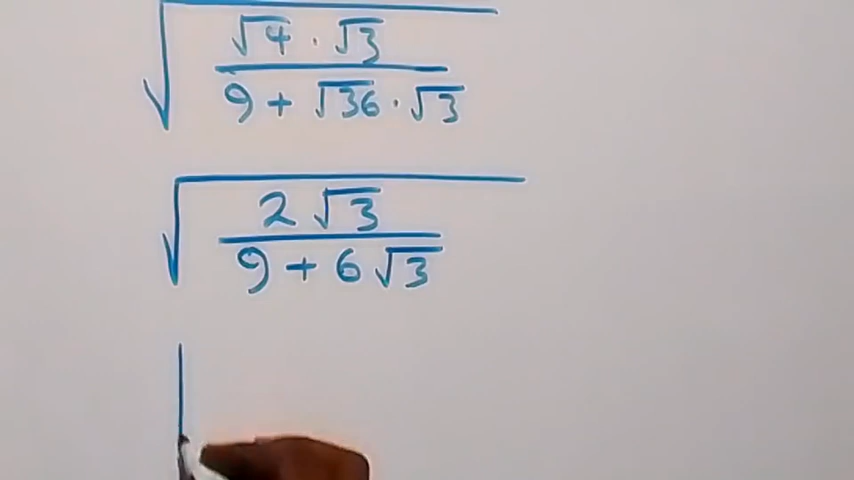 √(√4 · √3 / 9 + √36 · √3)
√(2 √3 / 9 + 6 √3)